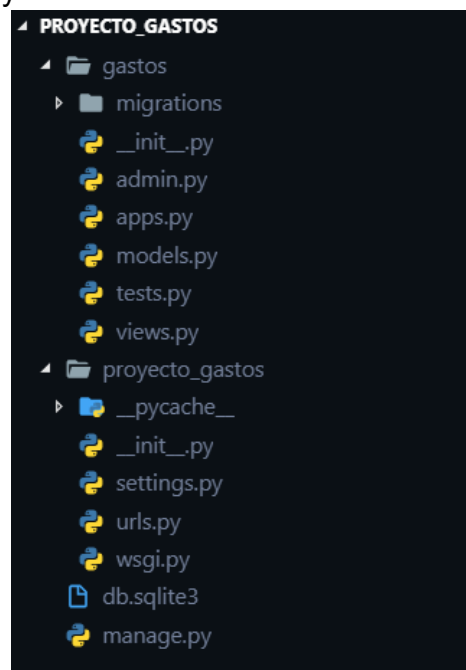 y
PROYECTO_GASTOS
gastos
migrations
__init__.py
admin.py
apps.py
models.py
tests.py
views.py
proyecto_gastos
__pycache__
__init__.py
settings.py
urls.py
wsgi.py
db.sqlite3
manage.py